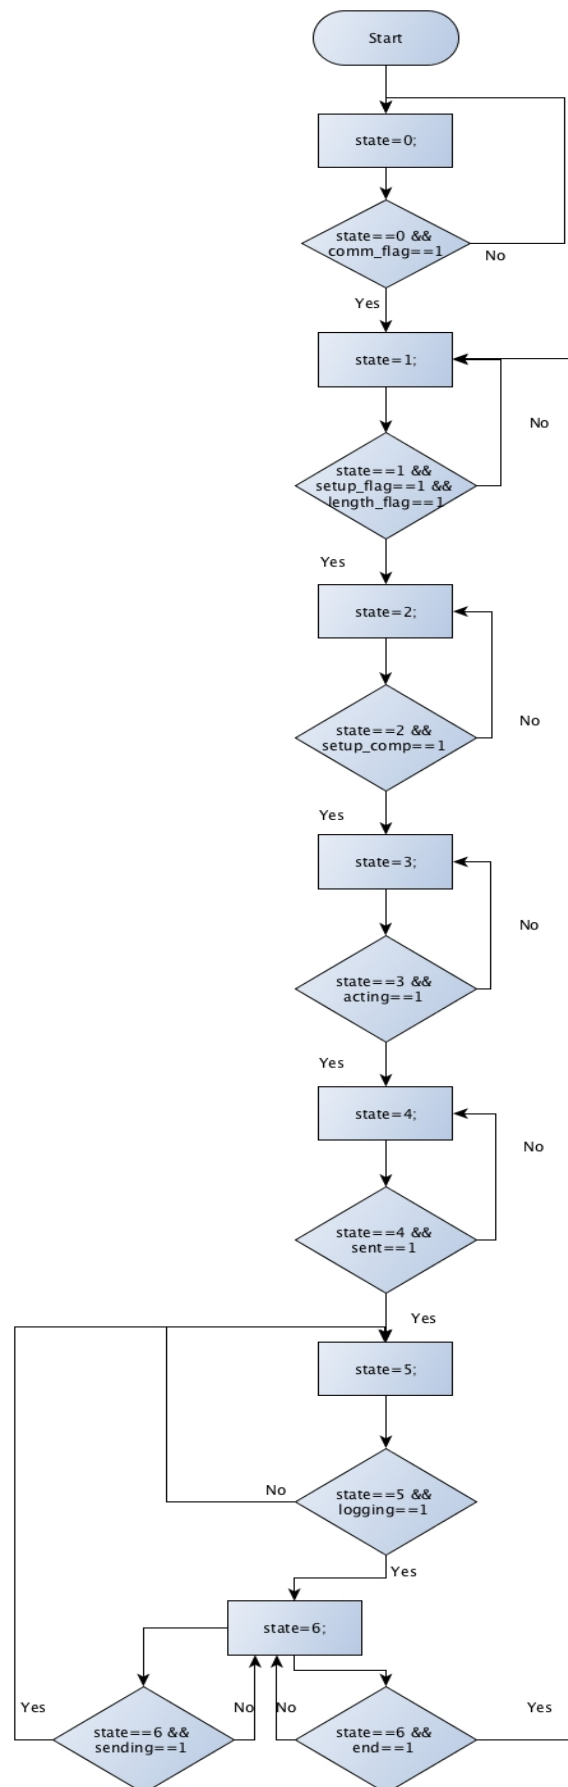 Start
state=0;
state==0 &&
comm_flag==1
No
Yes
state=1;
No
state==1 &&
setup_flag==1 &&
length_flag==1
Yes
state=2;
No
state==2 &&
setup_comp==1
Yes
state=3;
No
state==3 &&
acting==1
Yes
state=4;
No
state==4 &&
sent==1
Yes
state=5;
No
state==5 &&
logging==1
Yes
state=6;
Yes
No
No
Yes
state==6 &&
sending==1
state==6 &&
end==1